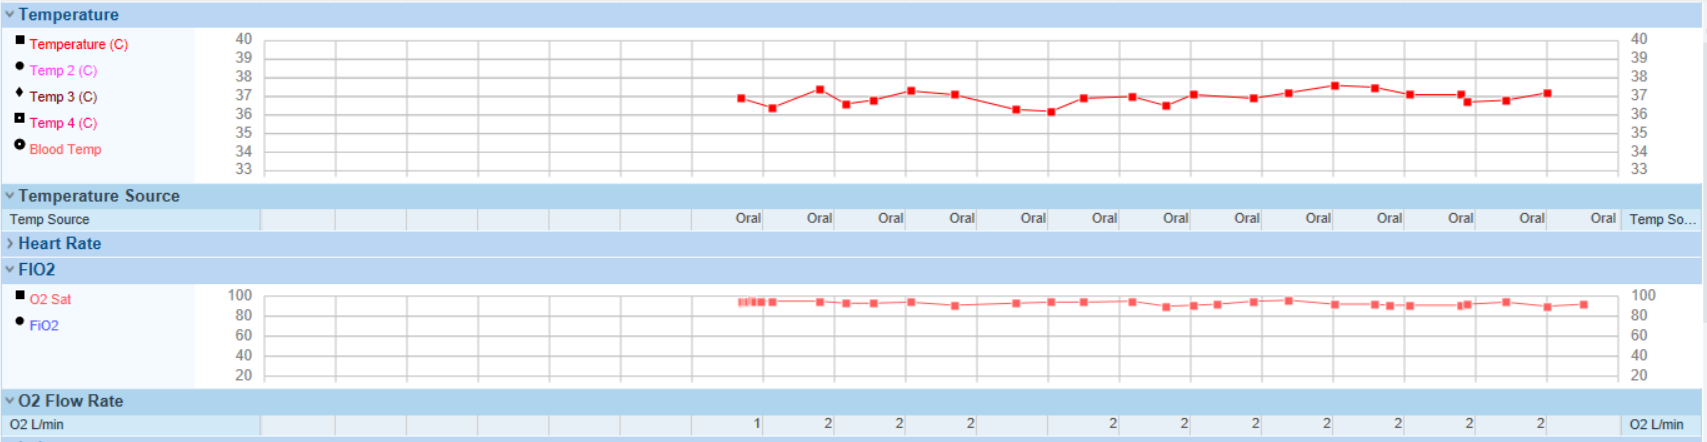 Temperature
Temperature (C)
Temp 2 (C)
Temp 3 (C)
Temp 4 (C)
Blood Temp
40 40
39 39
38 38
37 37
36 36
35 35
34 34
33 33
Temperature Source
Temp Source Oral Oral Oral Oral Oral Oral Oral Oral Oral Oral Oral Oral Oral Temp So...
Heart Rate
FIO2
O2 Sat
FiO2
100 100
80 80
60 60
40 40
20 20
O2 Flow Rate
O2 L/min 1 2 2 2 2 2 2 2 2 2 2 O2 L/min